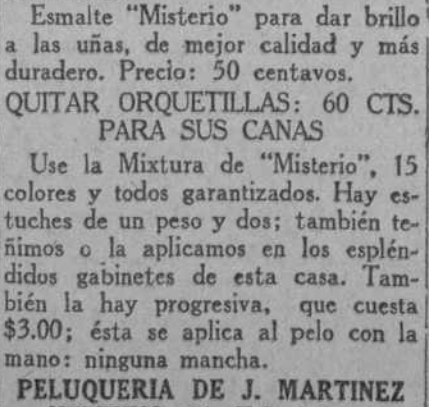 Esmalte "Misterio" para dar brillo
a las uñas, de mejor calidad y más
duradero. Precio: 50 centavos.
QUITAR ORQUETILLAS: 60 CTS.
PARA SUS CANAS
Use la Mixtura de "Misterio", 15
colores y todos garantizados. Hay es-
tuches de un peso y dos; también te-
ñimos o la aplicamos en los esplén-
didos gabinetes de esta casa. Tam-
bién la hay progresiva, que cuesta
$3.00; ésta se aplica al pelo con la
mano: ninguna mancha.
PELUQUERIA DE J. MARTINEZ